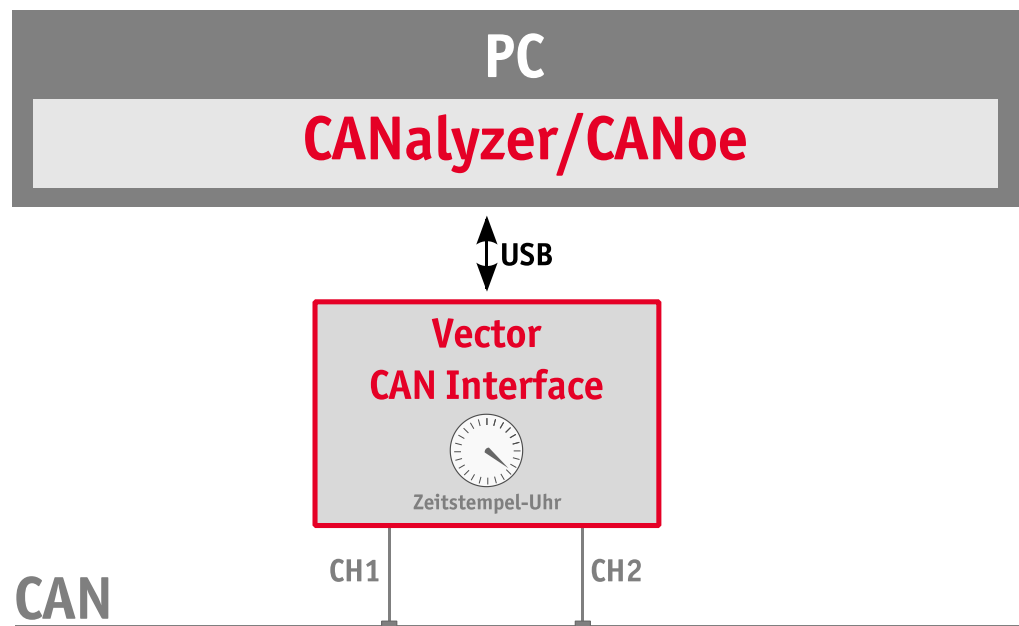 PC
CANalyzer/CANoe
USB
Vector
CAN Interface
Zeitstempel-Uhr
CH1
CH2
CAN